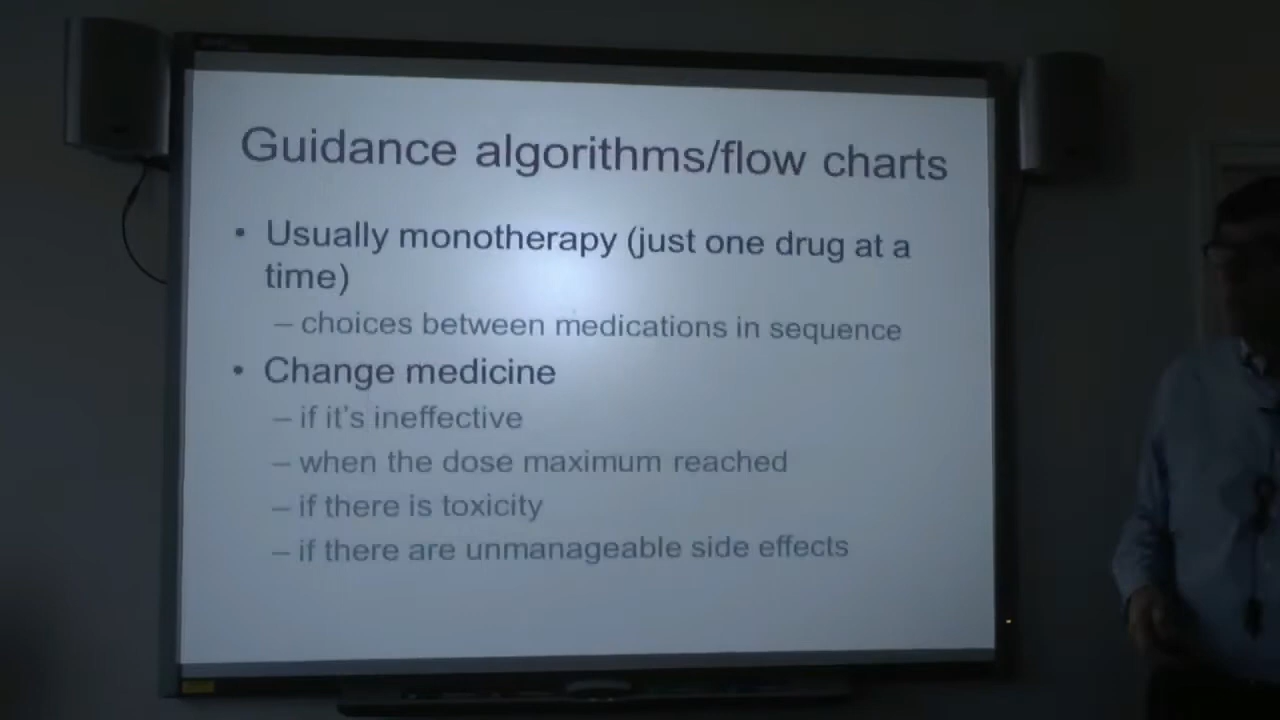 Guidance algorithms/flow charts
• Usually monotherapy (just one drug at a
time)
– choices between medications in sequence
• Change medicine
– if it's ineffective
– when the dose maximum reached
– if there is toxicity
– if there are unmanageable side effects